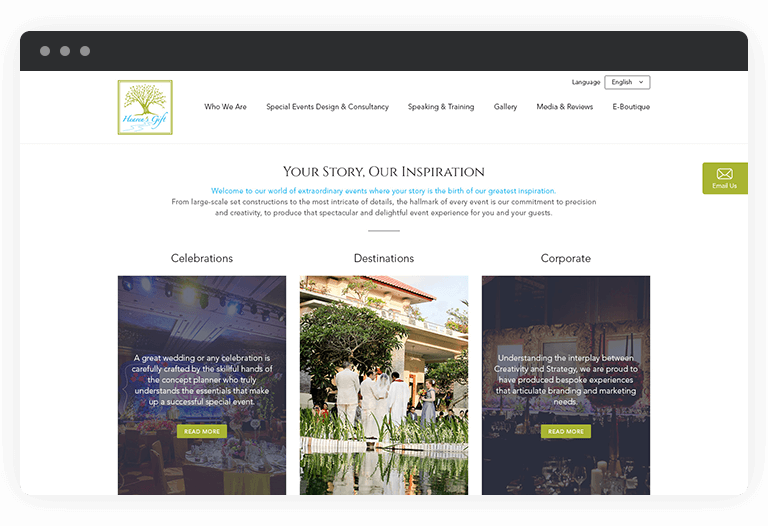 Language English
Heaven's Gift
Who We Are Special Events Design & Consultancy Speaking & Training Gallery Media & Reviews E-Boutique
Your Story, Our Inspiration
Email Us
Welcome to our world of extraordinary events where your story is the birth of our greatest inspiration.
From large-scale set constructions to the most intricate of details, the hallmark of every event is our commitment to precision
and creativity, to produce that spectacular and delightful event experience for you and your guests.
Celebrations
A great wedding or any celebration is
carefully crafted by the skillful hands of
the concept planner who truly
understands the essentials that make
up a successful special event.
READ MORE
Destinations
Corporate
Understanding the interplay between
Creativity and Strategy, we are proud to
have produced bespoke experiences
that articulate branding and marketing
needs.
READ MORE